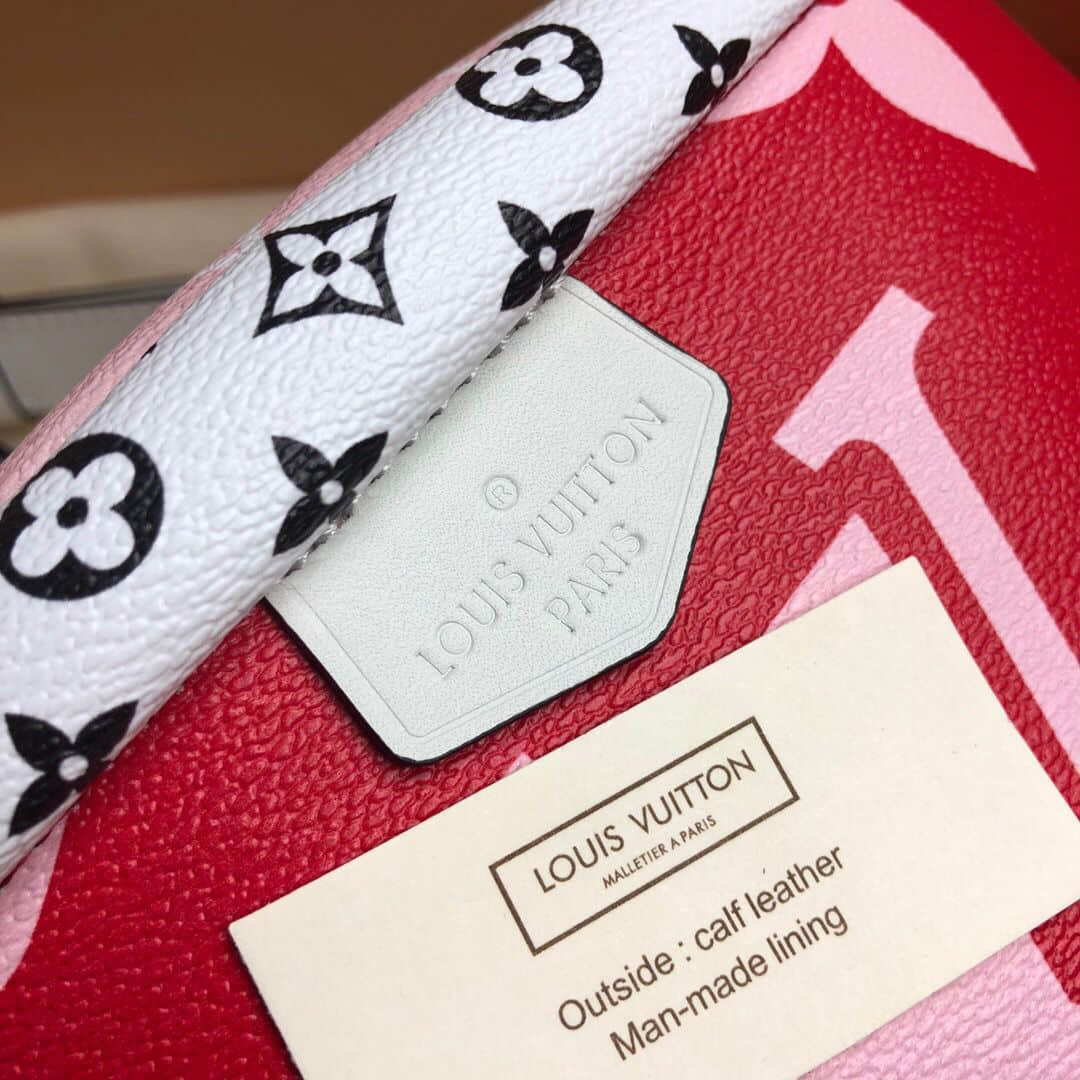 ®
LOUIS VUITTON
PARIS
LOUIS VUITTON
MALLETIER A PARIS
Outside : calf leather
Man-made lining